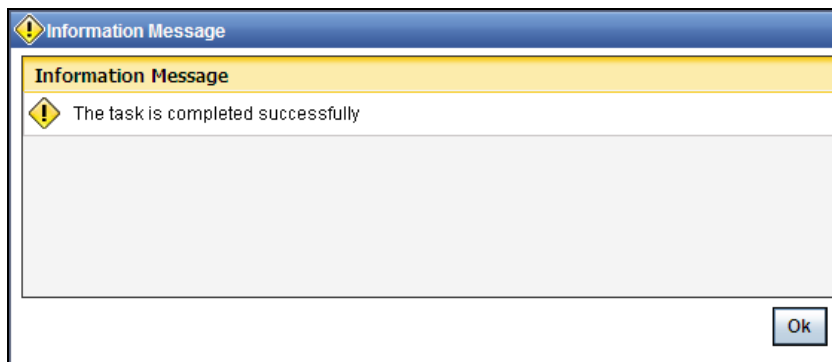 Information Message
Information Message
The task is completed successfully
Ok